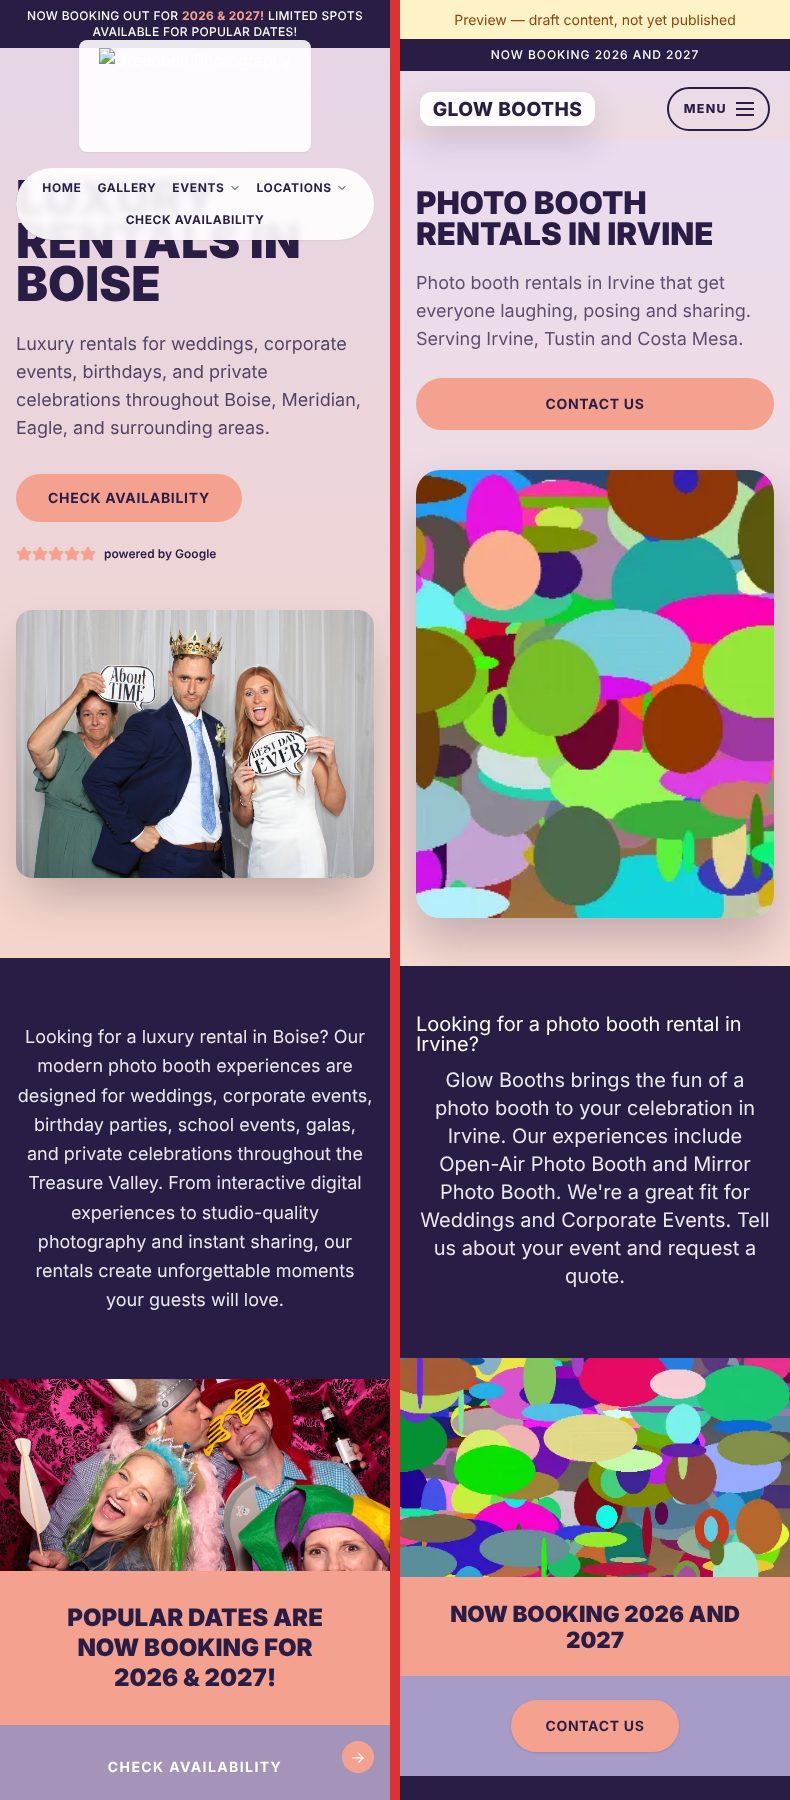 NOW BOOKING OUT FOR 2026 & 2027! LIMITED SPOTS
AVAILABLE FOR POPULAR DATES!
HOME GALLERY EVENTS LOCATIONS
CHECK AVAILABILITY
RENTALS IN
BOISE
Luxury rentals for weddings, corporate
events, birthdays, and private
celebrations throughout Boise, Meridian,
Eagle, and surrounding areas.
CHECK AVAILABILITY
powered by Google
About
TIME
BEST DAY
EVER
Looking for a luxury rental in Boise? Our
modern photo booth experiences are
designed for weddings, corporate events,
birthday parties, school events, galas,
and private celebrations throughout the
Treasure Valley. From interactive digital
experiences to studio-quality
photography and instant sharing, our
rentals create unforgettable moments
your guests will love.
POPULAR DATES ARE
NOW BOOKING FOR
2026 & 2027!
CHECK AVAILABILITY
Preview — draft content, not yet published
NOW BOOKING 2026 AND 2027
GLOW BOOTHS
MENU
PHOTO BOOTH
RENTALS IN IRVINE
Photo booth rentals in Irvine that get
everyone laughing, posing and sharing.
Serving Irvine, Tustin and Costa Mesa.
CONTACT US
Looking for a photo booth rental in
Irvine?
Glow Booths brings the fun of a
photo booth to your celebration in
Irvine. Our experiences include
Open-Air Photo Booth and Mirror
Photo Booth. We're a great fit for
Weddings and Corporate Events. Tell
us about your event and request a
quote.
NOW BOOKING 2026 AND
2027
CONTACT US